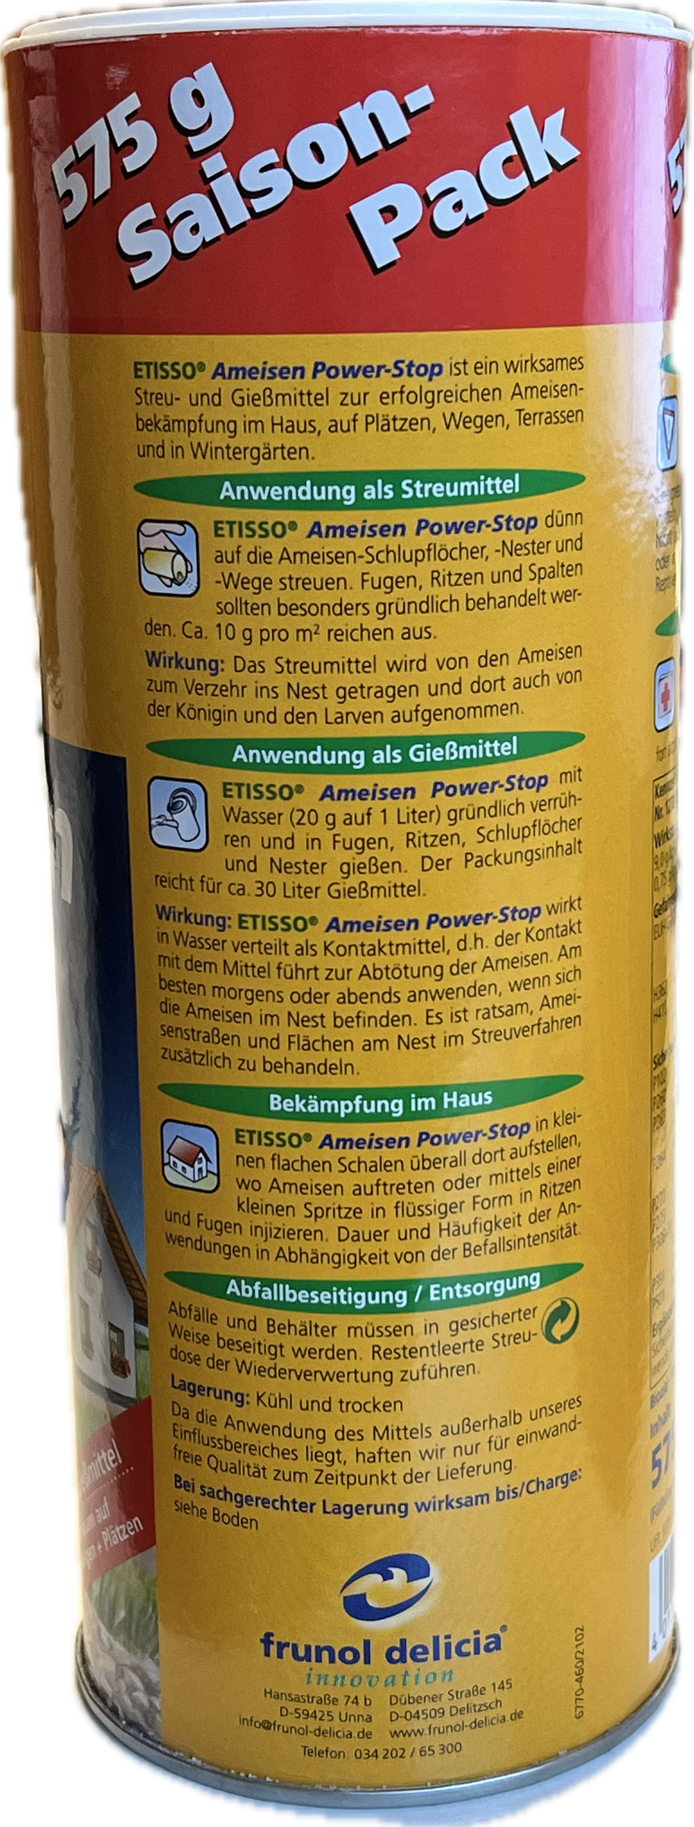 575 g
Saison-
Pack
ETISSO® Ameisen Power-Stop ist ein wirksames
Streu- und Gießmittel zur erfolgreichen Ameisen-
bekämpfung im Haus, auf Plätzen, Wegen, Terrassen
und in Wintergärten.
Anwendung als Streumittel
ETISSO® Ameisen Power-Stop dünn
auf die Ameisen-Schlupflöcher, -Nester und
-Wege streuen. Fugen, Ritzen und Spalten
sollten besonders gründlich behandelt wer-
den. Ca. 10 g pro m² reichen aus.
Wirkung: Das Streumittel wird von den Ameisen
zum Verzehr ins Nest getragen und dort auch von
der Königin und den Larven aufgenommen.
Anwendung als Gießmittel
ETISSO® Ameisen Power-Stop mit
Wasser (20 g auf 1 Liter) gründlich verrüh-
ren und in Fugen, Ritzen, Schlupflöcher
und Nester gießen. Der Packungsinhalt
reicht für ca. 30 Liter Gießmittel.
Wirkung: ETISSO® Ameisen Power-Stop wirkt
in Wasser verteilt als Kontaktmittel, d.h. der Kontakt
mit dem Mittel führt zur Abtötung der Ameisen. Am
besten morgens oder abends anwenden, wenn sich
die Ameisen im Nest befinden. Es ist ratsam, Amei-
senstraßen und Flächen am Nest im Streuverfahren
zusätzlich zu behandeln.
Bekämpfung im Haus
ETISSO® Ameisen Power-Stop in klei-
nen flachen Schalen überall dort aufstellen,
wo Ameisen auftreten oder mittels einer
kleinen Spritze in flüssiger Form in Ritzen
und Fugen injizieren. Dauer und Häufigkeit der An-
wendungen in Abhängigkeit von der Befallsintensität.
Abfallbeseitigung / Entsorgung
Abfälle und Behälter müssen in gesicherter
Weise beseitigt werden. Restentleerte Streu-
dose der Wiederverwertung zuführen.
Lagerung: Kühl und trocken
Da die Anwendung des Mittels außerhalb unseres
Einflussbereiches liegt, haften wir nur für einwand-
freie Qualität zum Zeitpunkt der Lieferung.
Bei sachgerechter Lagerung wirksam bis/Charge:
siehe Boden
frunol delicia®
innovation
Hansastraße 74 b Dübener Straße 145
D-59425 Unna D-04509 Delitzsch
info@frunol-delicia.de www.frunol-delicia.de
Telefon: 034 202 / 65 300
6770-460/2102
+ Plätzen